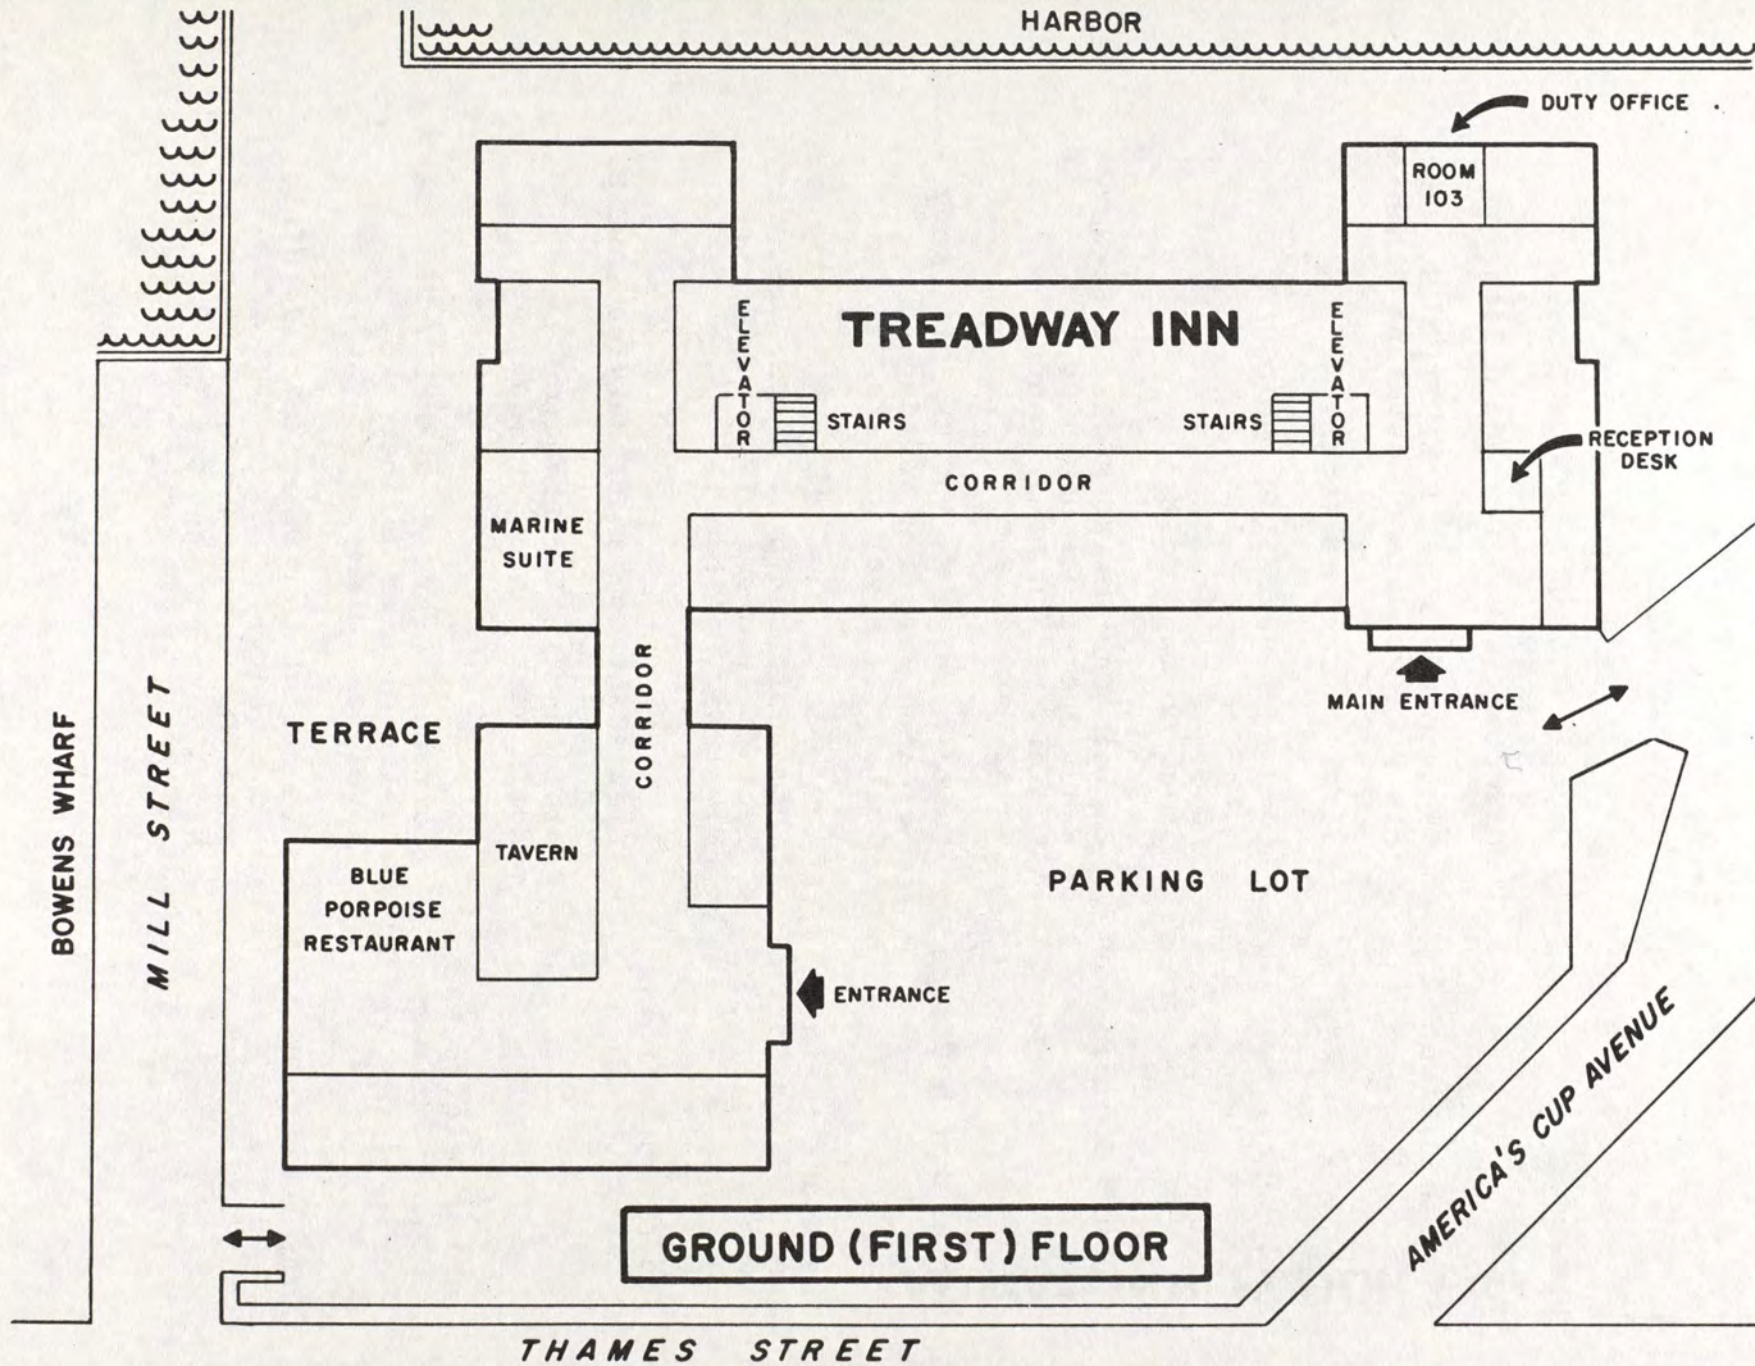 HARBOR
DUTY OFFICE
ROOM
103
ELEVATOR
TREADWAY INN
ELEVATOR
STAIRS
STAIRS
RECEPTION
DESK
CORRIDOR
MARINE
SUITE
CORRIDOR
MAIN ENTRANCE
TERRACE
BOWENS WHARF
MILL STREET
TAVERN
BLUE
PORPOISE
RESTAURANT
PARKING LOT
ENTRANCE
AMERICA'S CUP AVENUE
GROUND (FIRST) FLOOR
THAMES STREET